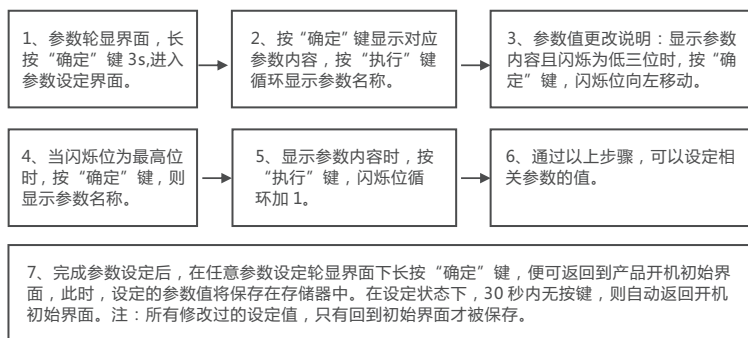 1、参数轮显界面，长
按“确定”键 3s,进入
参数设定界面。
2、按“确定”键显示对应
参数内容，按“执行”键
循环显示参数名称。
3、参数值更改说明：显示参数
内容且闪烁为低三位时，按“确
定”键，闪烁位向左移动。
4、当闪烁位为最高位
时，按“确定”键，则
显示参数名称。
5、显示参数内容时，按
“执行”键，闪烁位循
环加 1。
6、通过以上步骤，可以设定相
关参数的值。
7、完成参数设定后，在任意参数设定轮显界面下长按“确定”键，便可返回到产品开机初始界
面，此时，设定的参数值将保存在存储器中。在设定状态下，30 秒内无按键，则自动返回开机
初始界面。注：所有修改过的设定值，只有回到初始界面才被保存。